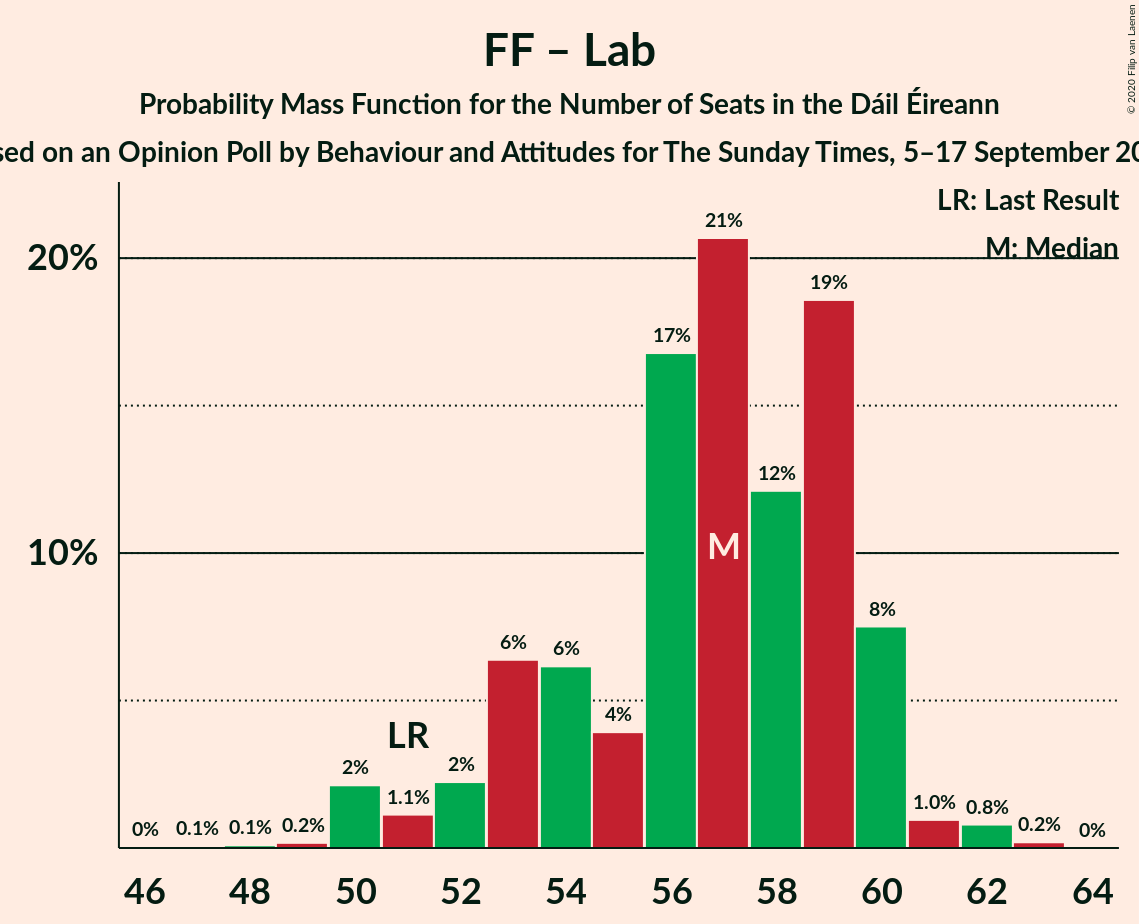 FF – Lab
Probability Mass Function for the Number of Seats in the Dáil Éireann
sed on an Opinion Poll by Behaviour and Attitudes for The Sunday Times, 5–17 September 20
© 2020 Filip van Laenen
LR: Last Result
M: Median
20%
10%
0%
0.1%
0.1%
0.2%
2%
1.1%
2%
6%
6%
4%
17%
21%
12%
19%
8%
1.0%
0.8%
0.2%
0%
LR
M
46 48 50 52 54 56 58 60 62 64